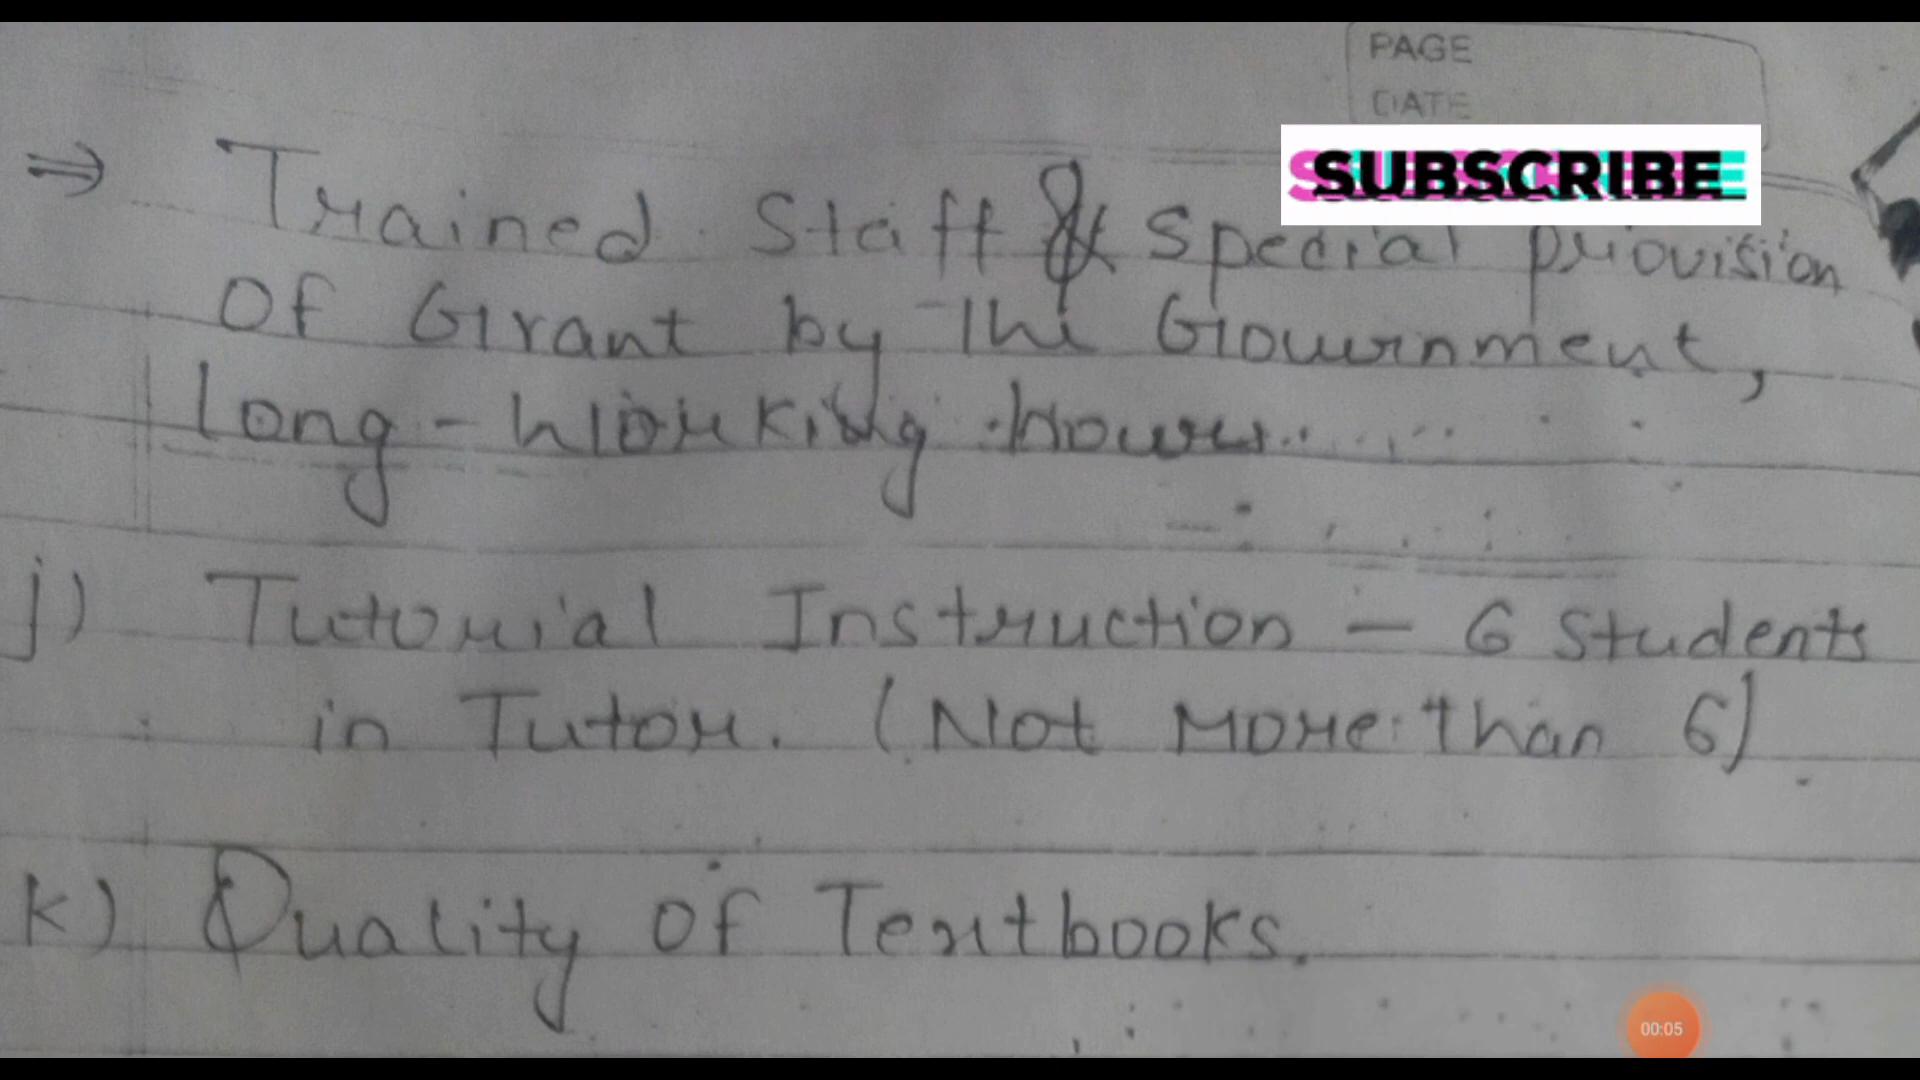 PAGE
DATE
SUBSCRIBE
⇒ Trained Staff & special provision
Of Grant by The Government,
long-Working hours.
j) Tutorial Instruction - 6 Students
in Tutor. (Not More than 6)
K) Quality of Textbooks.
00:05